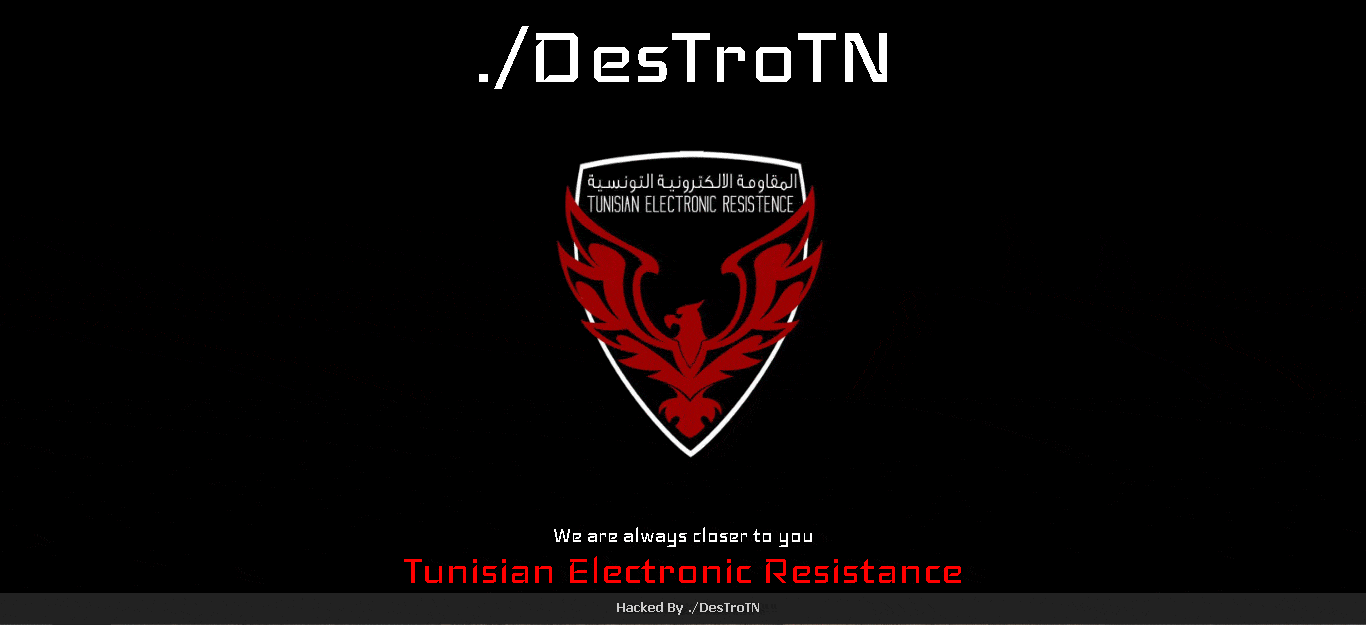 ./DesTroTN
المقاومة الالكترونية التونسية
TUNISIAN ELECTRONIC RESISTENCE
We are always closer to you
Tunisian Electronic Resistance
Hacked By ./DesTroTN